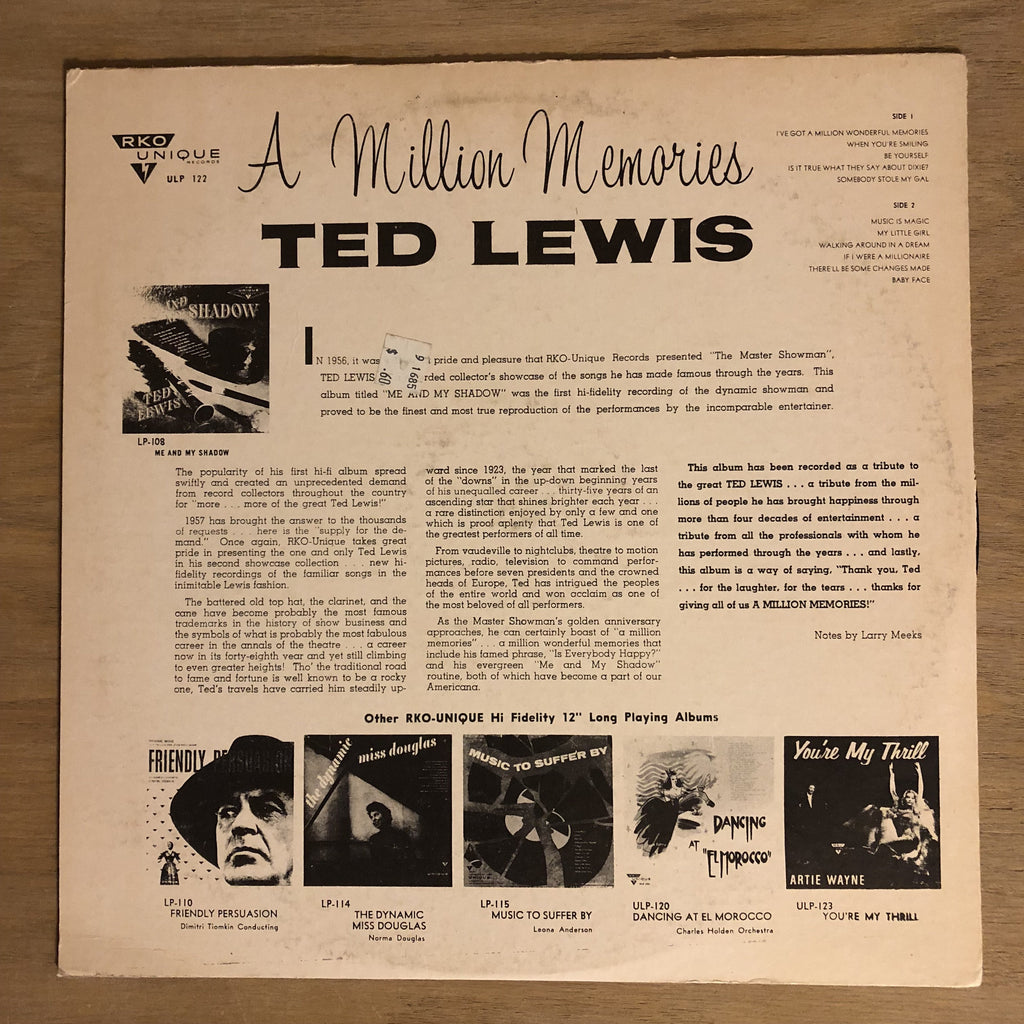 RKO
UNIQUE
RECORDS
ULP 122
A Million Memories
TED LEWIS
SIDE 1
I'VE GOT A MILLION WONDERFUL MEMORIES
WHEN YOU'RE SMILING
BE YOURSELF
IS IT TRUE WHAT THEY SAY ABOUT DIXIE?
SOMEBODY STOLE MY GAL
SIDE 2
MUSIC IS MAGIC
MY LITTLE GIRL
WALKING AROUND IN A DREAM
IF I WERE A MILLIONAIRE
THERE'LL BE SOME CHANGES MADE
BABY FACE
SHADOW
TED
LEWIS
LP-108
ME AND MY SHADOW
IN 1956, it was pride and pleasure that RKO-Unique Records presented "The Master Showman",
TED LEWIS rded collector's showcase of the songs he has made famous through the years. This
album titled "ME AND MY SHADOW" was the first hi-fidelity recording of the dynamic showman and
proved to be the finest and most true reproduction of the performances by the incomparable entertainer.
91685
$ .60
The popularity of his first hi-fi album spread
swiftly and created an unprecedented demand
from record collectors throughout the country
for "more . . . more of the great Ted Lewis!"
1957 has brought the answer to the thousands
of requests . . . here is the "supply for the de-
mand." Once again, RKO-Unique takes great
pride in presenting the one and only Ted Lewis
in his second showcase collection . . . new hi-
fidelity recordings of the familiar songs in the
inimitable Lewis fashion.
The battered old top hat, the clarinet, and the
cane have become probably the most famous
trademarks in the history of show business and
the symbols of what is probably the most fabulous
career in the annals of the theatre . . . a career
now in its forty-eighth year and yet still climbing
to even greater heights! Tho' the traditional road
to fame and fortune is well known to be a rocky
one, Ted's travels have carried him steadily up-
ward since 1923, the year that marked the last
of the "downs" in the up-down beginning years
of his unequalled career . . . thirty-five years of an
ascending star that shines brighter each year . . .
a rare distinction enjoyed by only a few and one
which is proof aplenty that Ted Lewis is one of
the greatest performers of all time.
From vaudeville to nightclubs, theatre to motion
pictures, radio, television to command perfor-
mances before seven presidents and the crowned
heads of Europe, Ted has intrigued the peoples
of the entire world and won acclaim as one of
the most beloved of all performers.
As the Master Showman's golden anniversary
approaches, he can certainly boast of "a million
memories" . . . a million wonderful memories that
include his famed phrase, "Is Everybody Happy?"
and his evergreen "Me and My Shadow"
routine, both of which have become a part of our
Americana.
This album has been recorded as a tribute to
the great TED LEWIS . . . a tribute from the mil-
lions of people he has brought happiness through
more than four decades of entertainment . . . a
tribute from all the professionals with whom he
has performed through the years . . . and lastly,
this album is a way of saying, "Thank you, Ted
. . . for the laughter, for the tears . . . thanks for
giving all of us A MILLION MEMORIES!"
Notes by Larry Meeks
Other RKO-UNIQUE Hi Fidelity 12" Long Playing Albums
FRIENDLY PERSUASION
the dynamic
miss douglas
MUSIC TO SUFFER BY
DANCING
AT "EL MOROCCO"
You're My Thrill
ARTIE WAYNE
LP-110
FRIENDLY PERSUASION
Dimitri Tiomkin Conducting
LP-114
THE DYNAMIC
MISS DOUGLAS
Norma Douglas
LP-115
MUSIC TO SUFFER BY
Leona Anderson
ULP-120
DANCING AT EL MOROCCO
Charles Holden Orchestra
ULP-123
YOU'RE MY THRILL